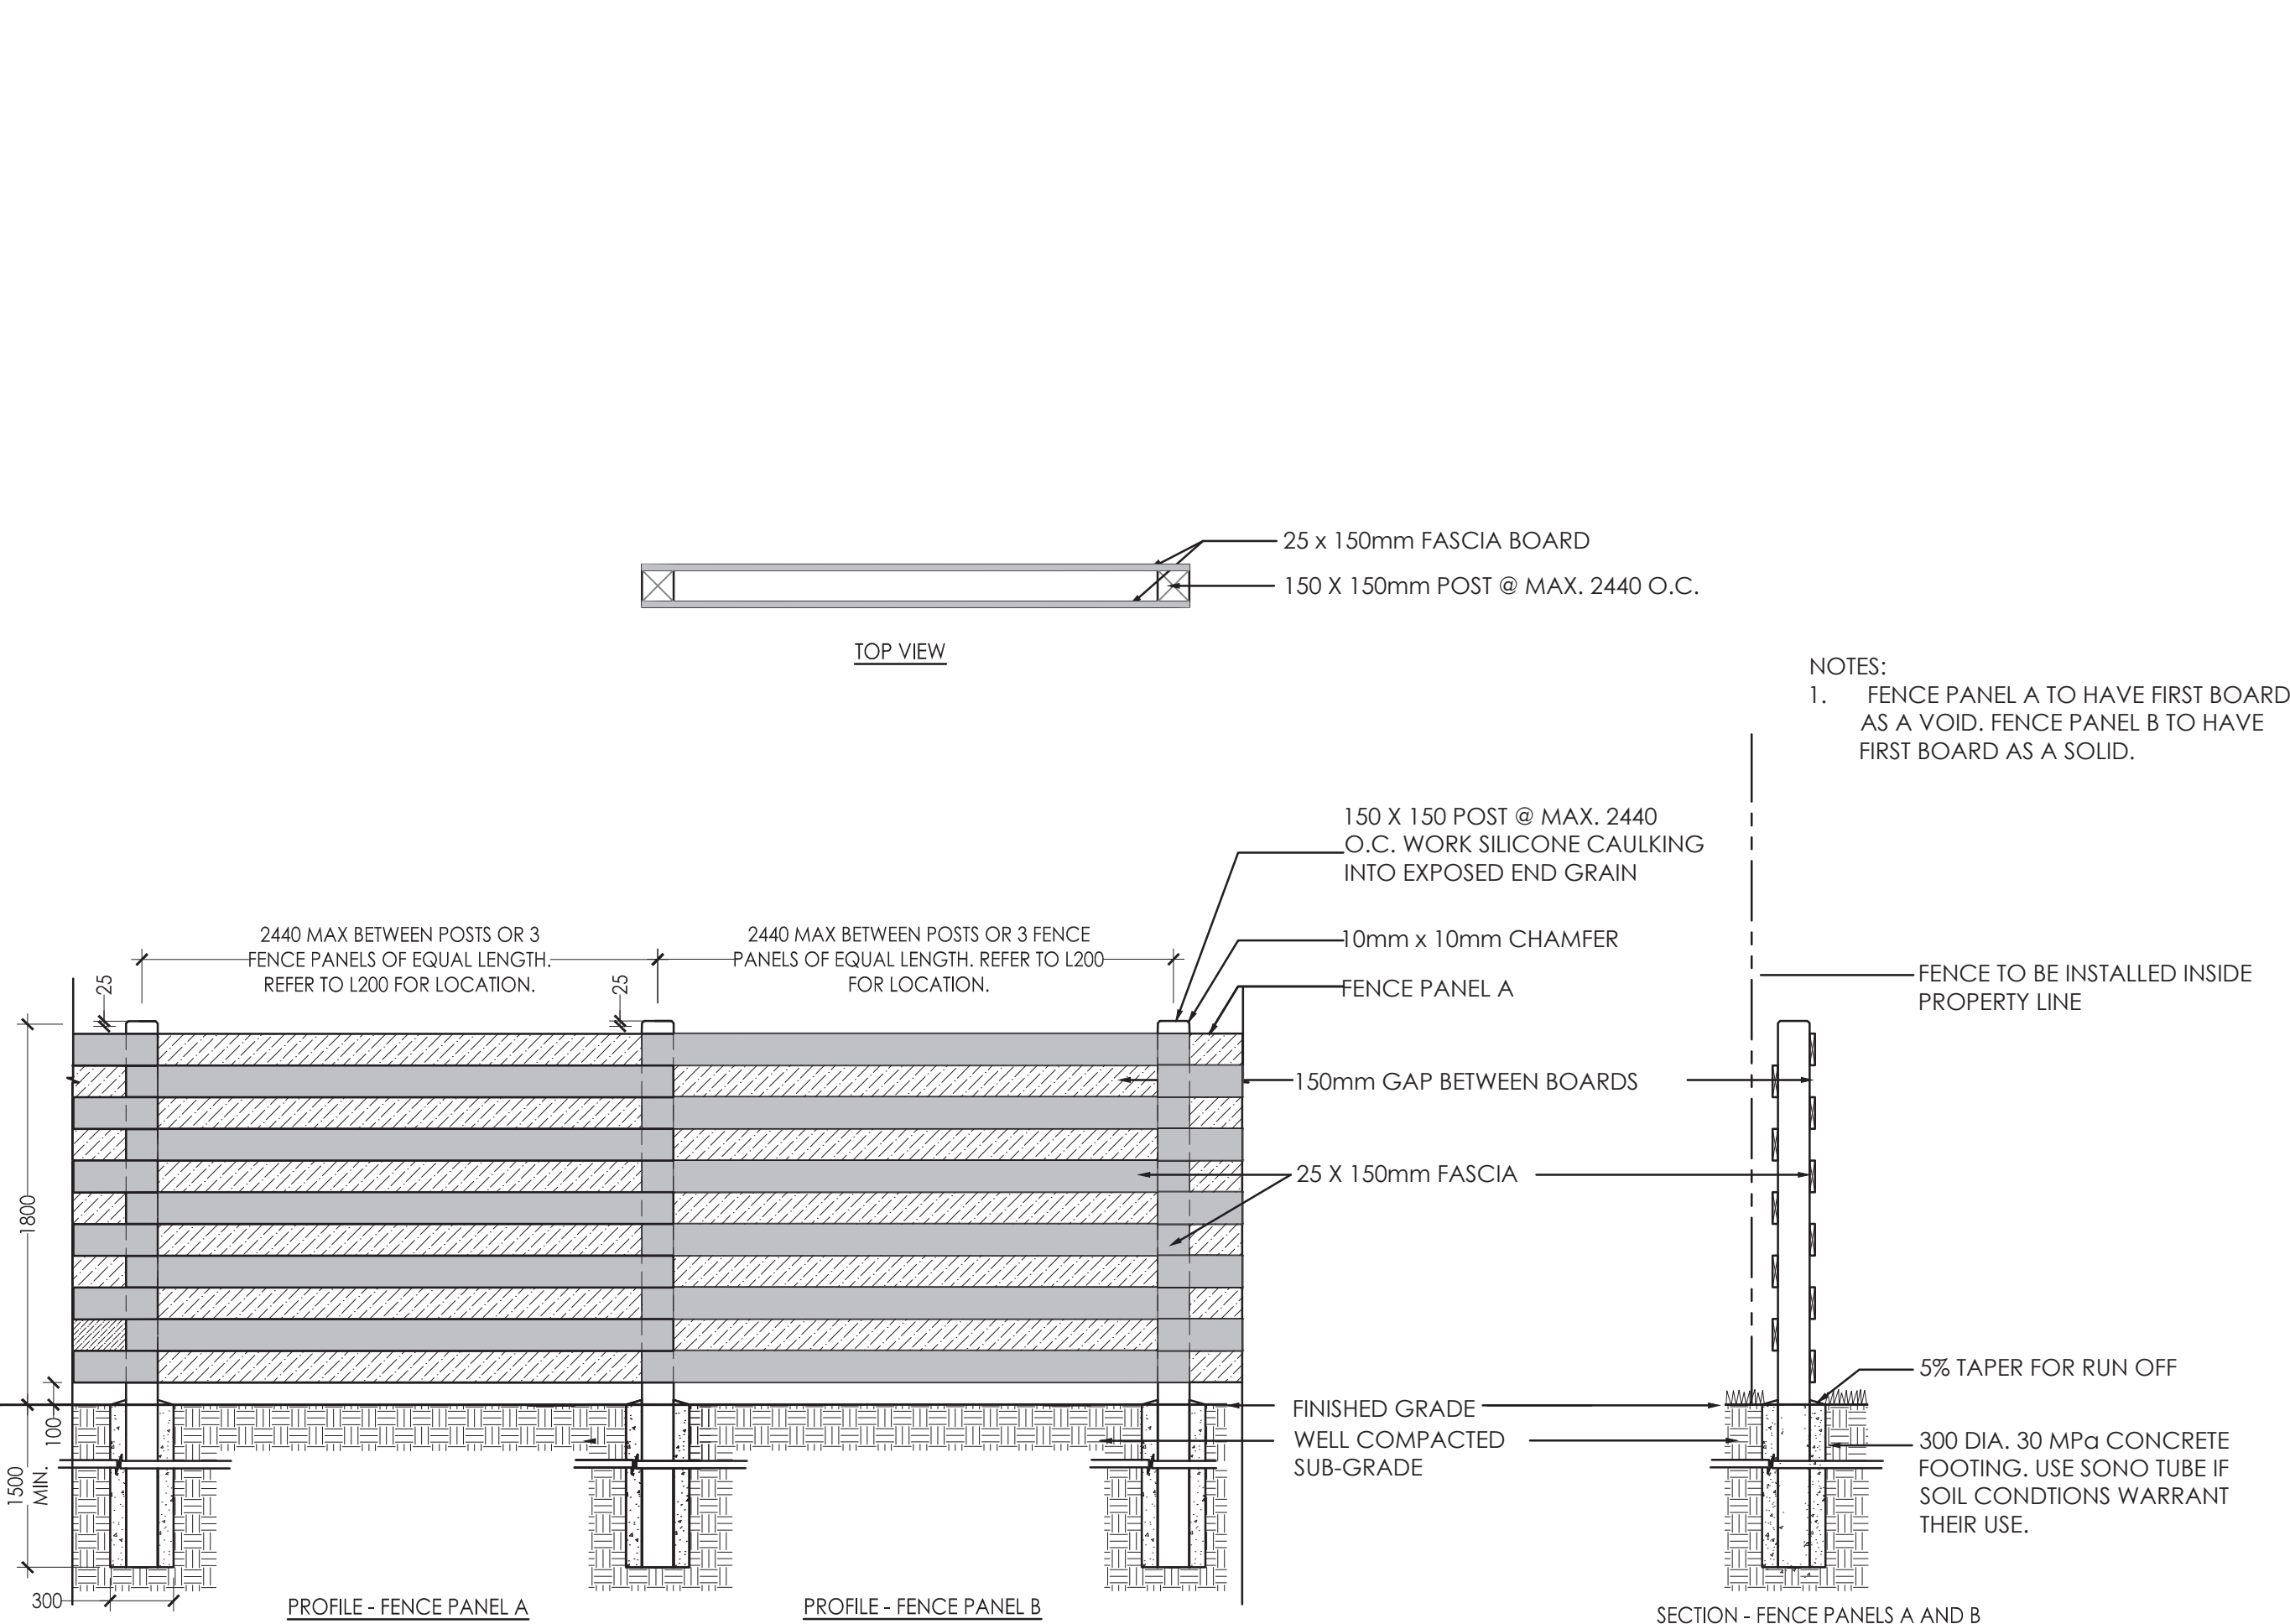 25 x 150mm FASCIA BOARD
150 X 150mm POST @ MAX. 2440 O.C.
TOP VIEW
NOTES:
1. FENCE PANEL A TO HAVE FIRST BOARD
AS A VOID. FENCE PANEL B TO HAVE
FIRST BOARD AS A SOLID.
150 X 150 POST @ MAX. 2440
O.C. WORK SILICONE CAULKING
INTO EXPOSED END GRAIN
2440 MAX BETWEEN POSTS OR 3
FENCE PANELS OF EQUAL LENGTH.
REFER TO L200 FOR LOCATION.
2440 MAX BETWEEN POSTS OR 3 FENCE
PANELS OF EQUAL LENGTH. REFER TO L200
FOR LOCATION.
10mm x 10mm CHAMFER
FENCE PANEL A
FENCE TO BE INSTALLED INSIDE
PROPERTY LINE
25
25
150mm GAP BETWEEN BOARDS
25 X 150mm FASCIA
1800
5% TAPER FOR RUN OFF
FINISHED GRADE
WELL COMPACTED
SUB-GRADE
100
300 DIA. 30 MPa CONCRETE
FOOTING. USE SONO TUBE IF
SOIL CONDTIONS WARRANT
THEIR USE.
1500
MIN.
300
PROFILE - FENCE PANEL A
PROFILE - FENCE PANEL B
SECTION - FENCE PANELS A AND B